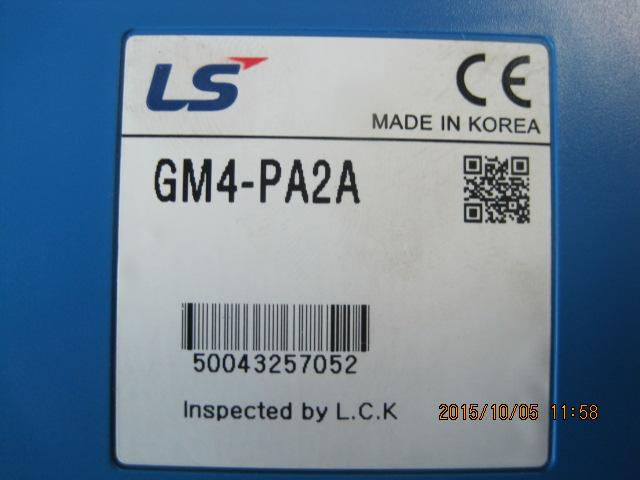 LS
CE
MADE IN KOREA
GM4-PA2A
50043257052
Inspected by L.C.K
2015/10/05 11:58